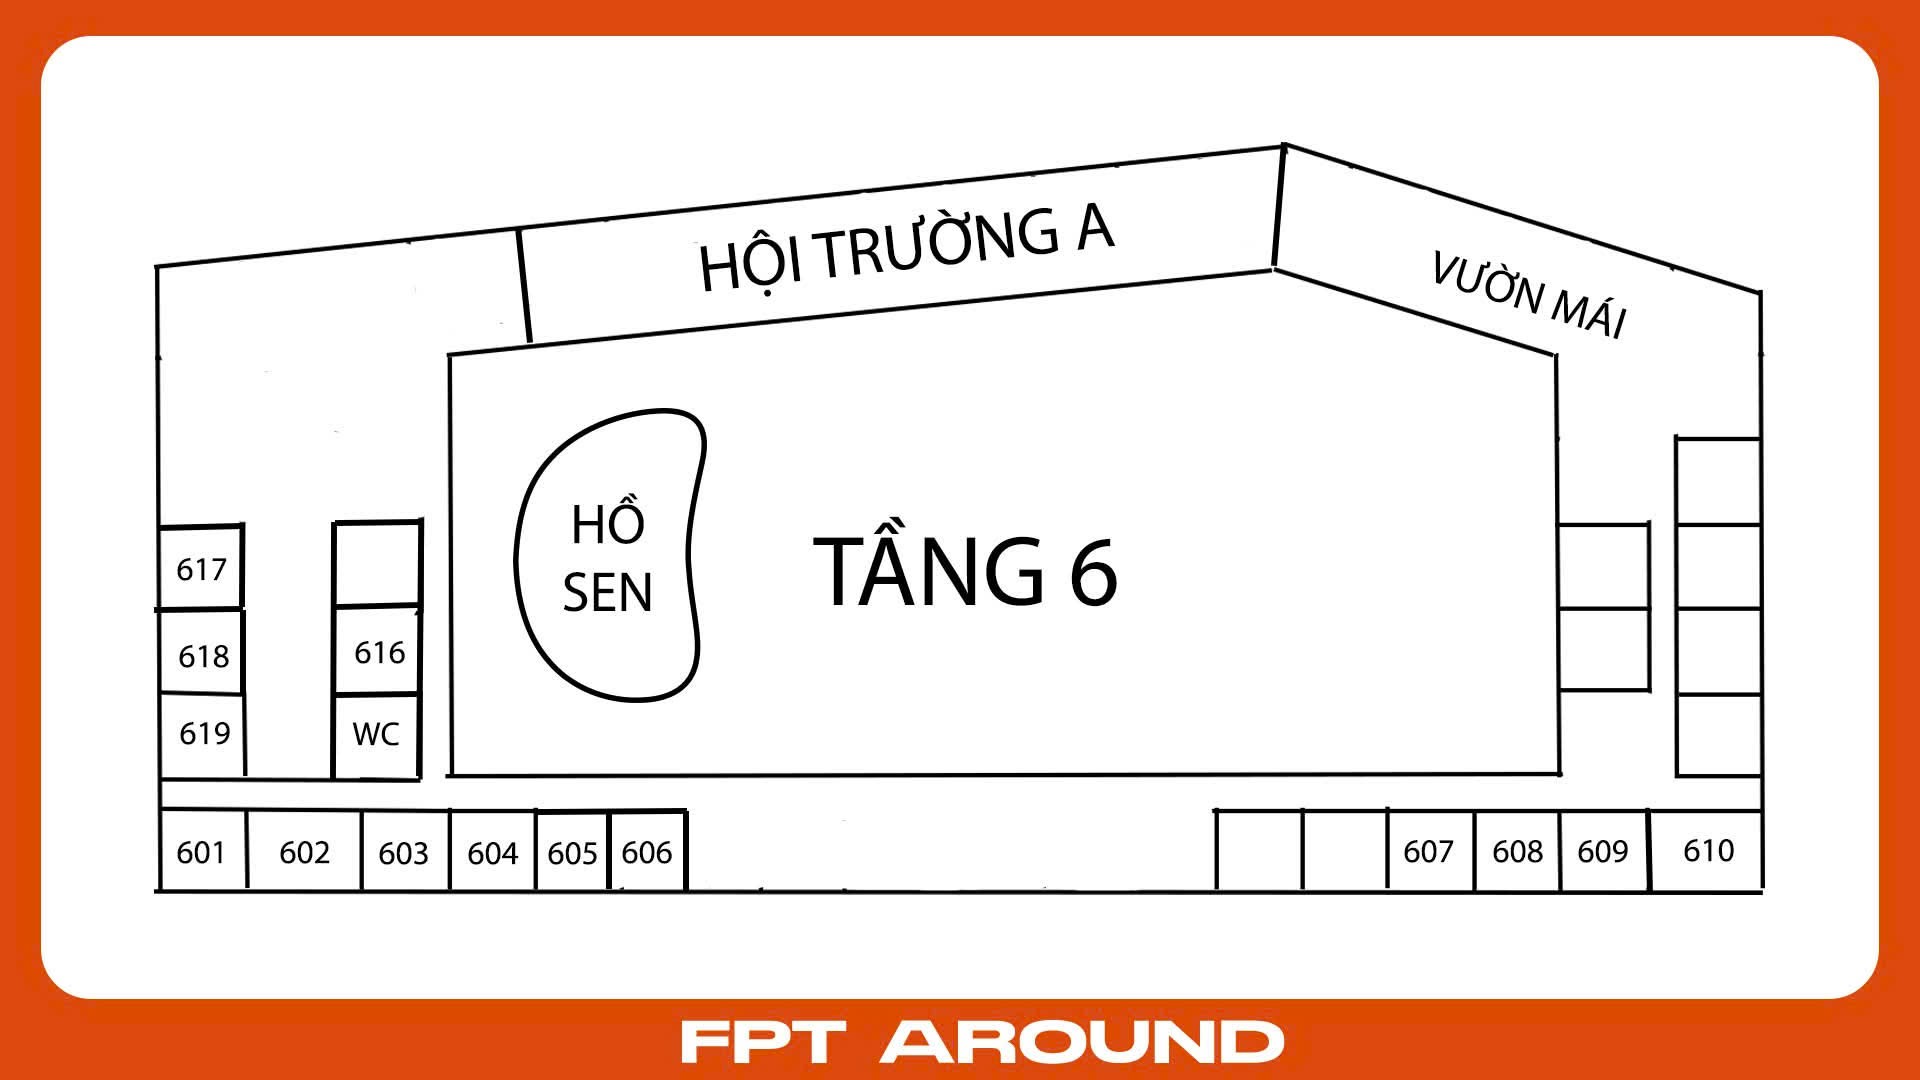 HỘI TRƯỜNG A
VƯỜN MÁI
HỒ
SEN
TẦNG 6
617
618
616
619
WC
601
602
603
604
605
606
607
608
609
610
FPT AROUND